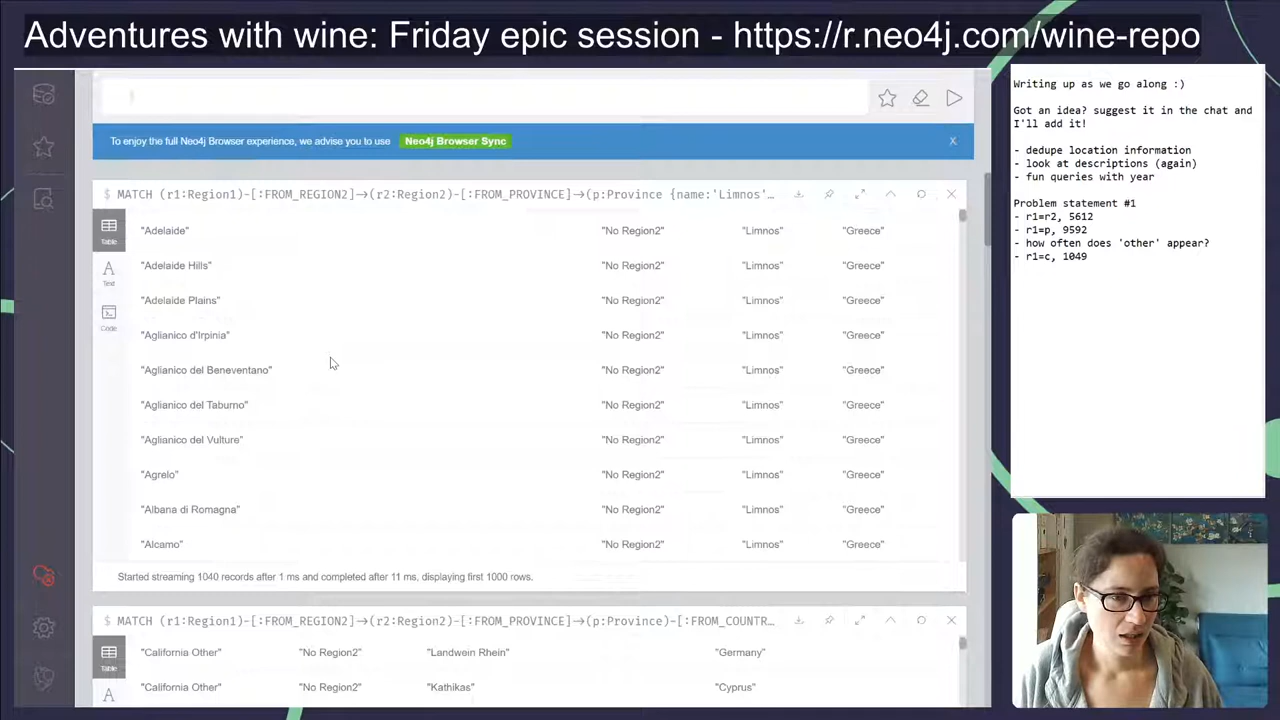 Adventures with wine: Friday epic session - https://r.neo4j.com/wine-repo
To enjoy the full Neo4j Browser experience, we advise you to use Neo4j Browser Sync X
$ MATCH (r1:Region1)-[:FROM_REGION2]→(r2:Region2)-[:FROM_PROVINCE]→(p:Province {name:'Limnos'...
Table
A
Text
Code
"Adelaide" "No Region2" "Limnos" "Greece"
"Adelaide Hills" "No Region2" "Limnos" "Greece"
"Adelaide Plains" "No Region2" "Limnos" "Greece"
"Aglianico d'Irpinia" "No Region2" "Limnos" "Greece"
"Aglianico del Beneventano" "No Region2" "Limnos" "Greece"
"Aglianico del Taburno" "No Region2" "Limnos" "Greece"
"Aglianico del Vulture" "No Region2" "Limnos" "Greece"
"Agrelo" "No Region2" "Limnos" "Greece"
"Albana di Romagna" "No Region2" "Limnos" "Greece"
"Alcamo" "No Region2" "Limnos" "Greece"
Started streaming 1040 records after 1 ms and completed after 11 ms, displaying first 1000 rows.
$ MATCH (r1:Region1)-[:FROM_REGION2]→(r2:Region2)-[:FROM_PROVINCE]→(p:Province)-[:FROM_COUNTR...
Table
A
"California Other" "No Region2" "Landwein Rhein" "Germany"
"California Other" "No Region2" "Kathikas" "Cyprus"
Writing up as we go along :)
Got an idea? suggest it in the chat and
I'll add it!
- dedupe location information
- look at descriptions (again)
- fun queries with year
Problem statement #1
- r1=r2, 5612
- r1=p, 9592
- how often does 'other' appear?
- r1=c, 1049